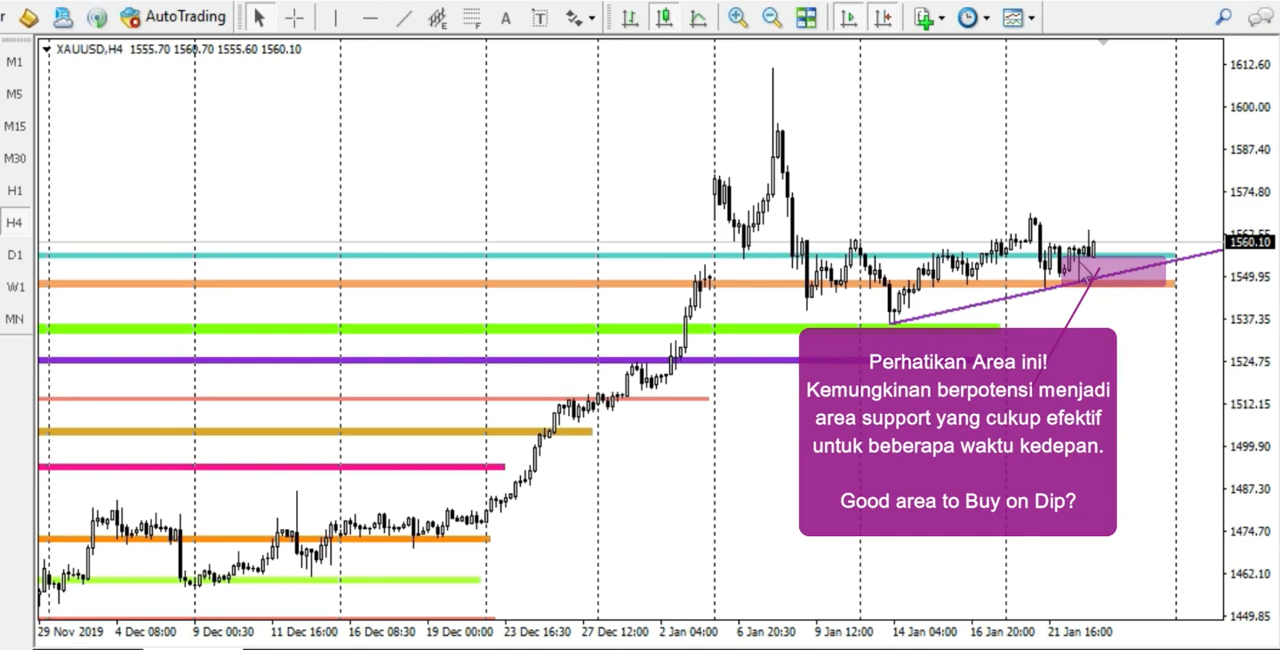 AutoTrading
A
T
E
F
M1
M5
M15
M30
H1
H4
D1
W1
MN
XAUUSD,H4 1555.70 1560.70 1555.60 1560.10
1612.60
1600.00
1587.40
1574.80
1560.10
1549.95
1537.35
1524.75
1512.15
1499.90
1487.30
1474.70
1462.10
1449.85
Perhatikan Area ini!
Kemungkinan berpotensi menjadi
area support yang cukup efektif
untuk beberapa waktu kedepan.
Good area to Buy on Dip?
29 Nov 2019 4 Dec 08:00 9 Dec 00:30 11 Dec 16:00 16 Dec 08:30 19 Dec 00:00 23 Dec 16:30 27 Dec 12:00 2 Jan 04:00 6 Jan 20:30 9 Jan 12:00 14 Jan 04:00 16 Jan 20:00 21 Jan 16:00